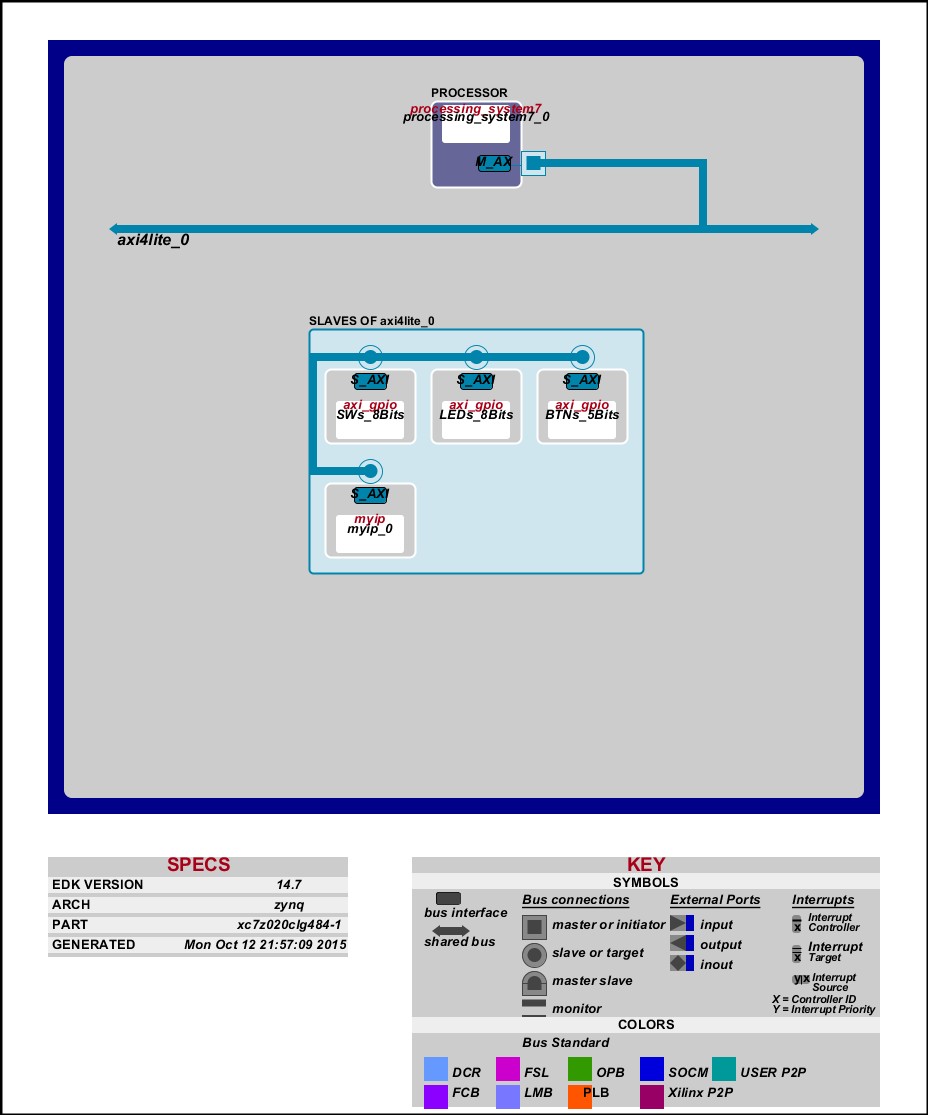 PROCESSOR
processing_system7
processing_system7_0
M_AXI
axi4lite_0
SLAVES OF axi4lite_0
S_AXI S_AXI S_AXI
axi_gpio axi_gpio axi_gpio
SWs_8Bits LEDs_8Bits BTNs_5Bits
S_AXI
myip
myip_0
SPECS
EDK VERSION 14.7
ARCH zynq
PART xc7z020clg484-1
GENERATED Mon Oct 12 21:57:09 2015
KEY
SYMBOLS
bus interface
shared bus
Bus connections
master or initiator
slave or target
master slave
monitor
External Ports
input
output
inout
Interrupts
Interrupt
Controller
x
Interrupt
Target
x
Interrupt
Source
y x
X = Controller ID
Y = Interrupt Priority
COLORS
Bus Standard
DCR FSL OPB SOCM USER P2P
FCB LMB PLB Xilinx P2P